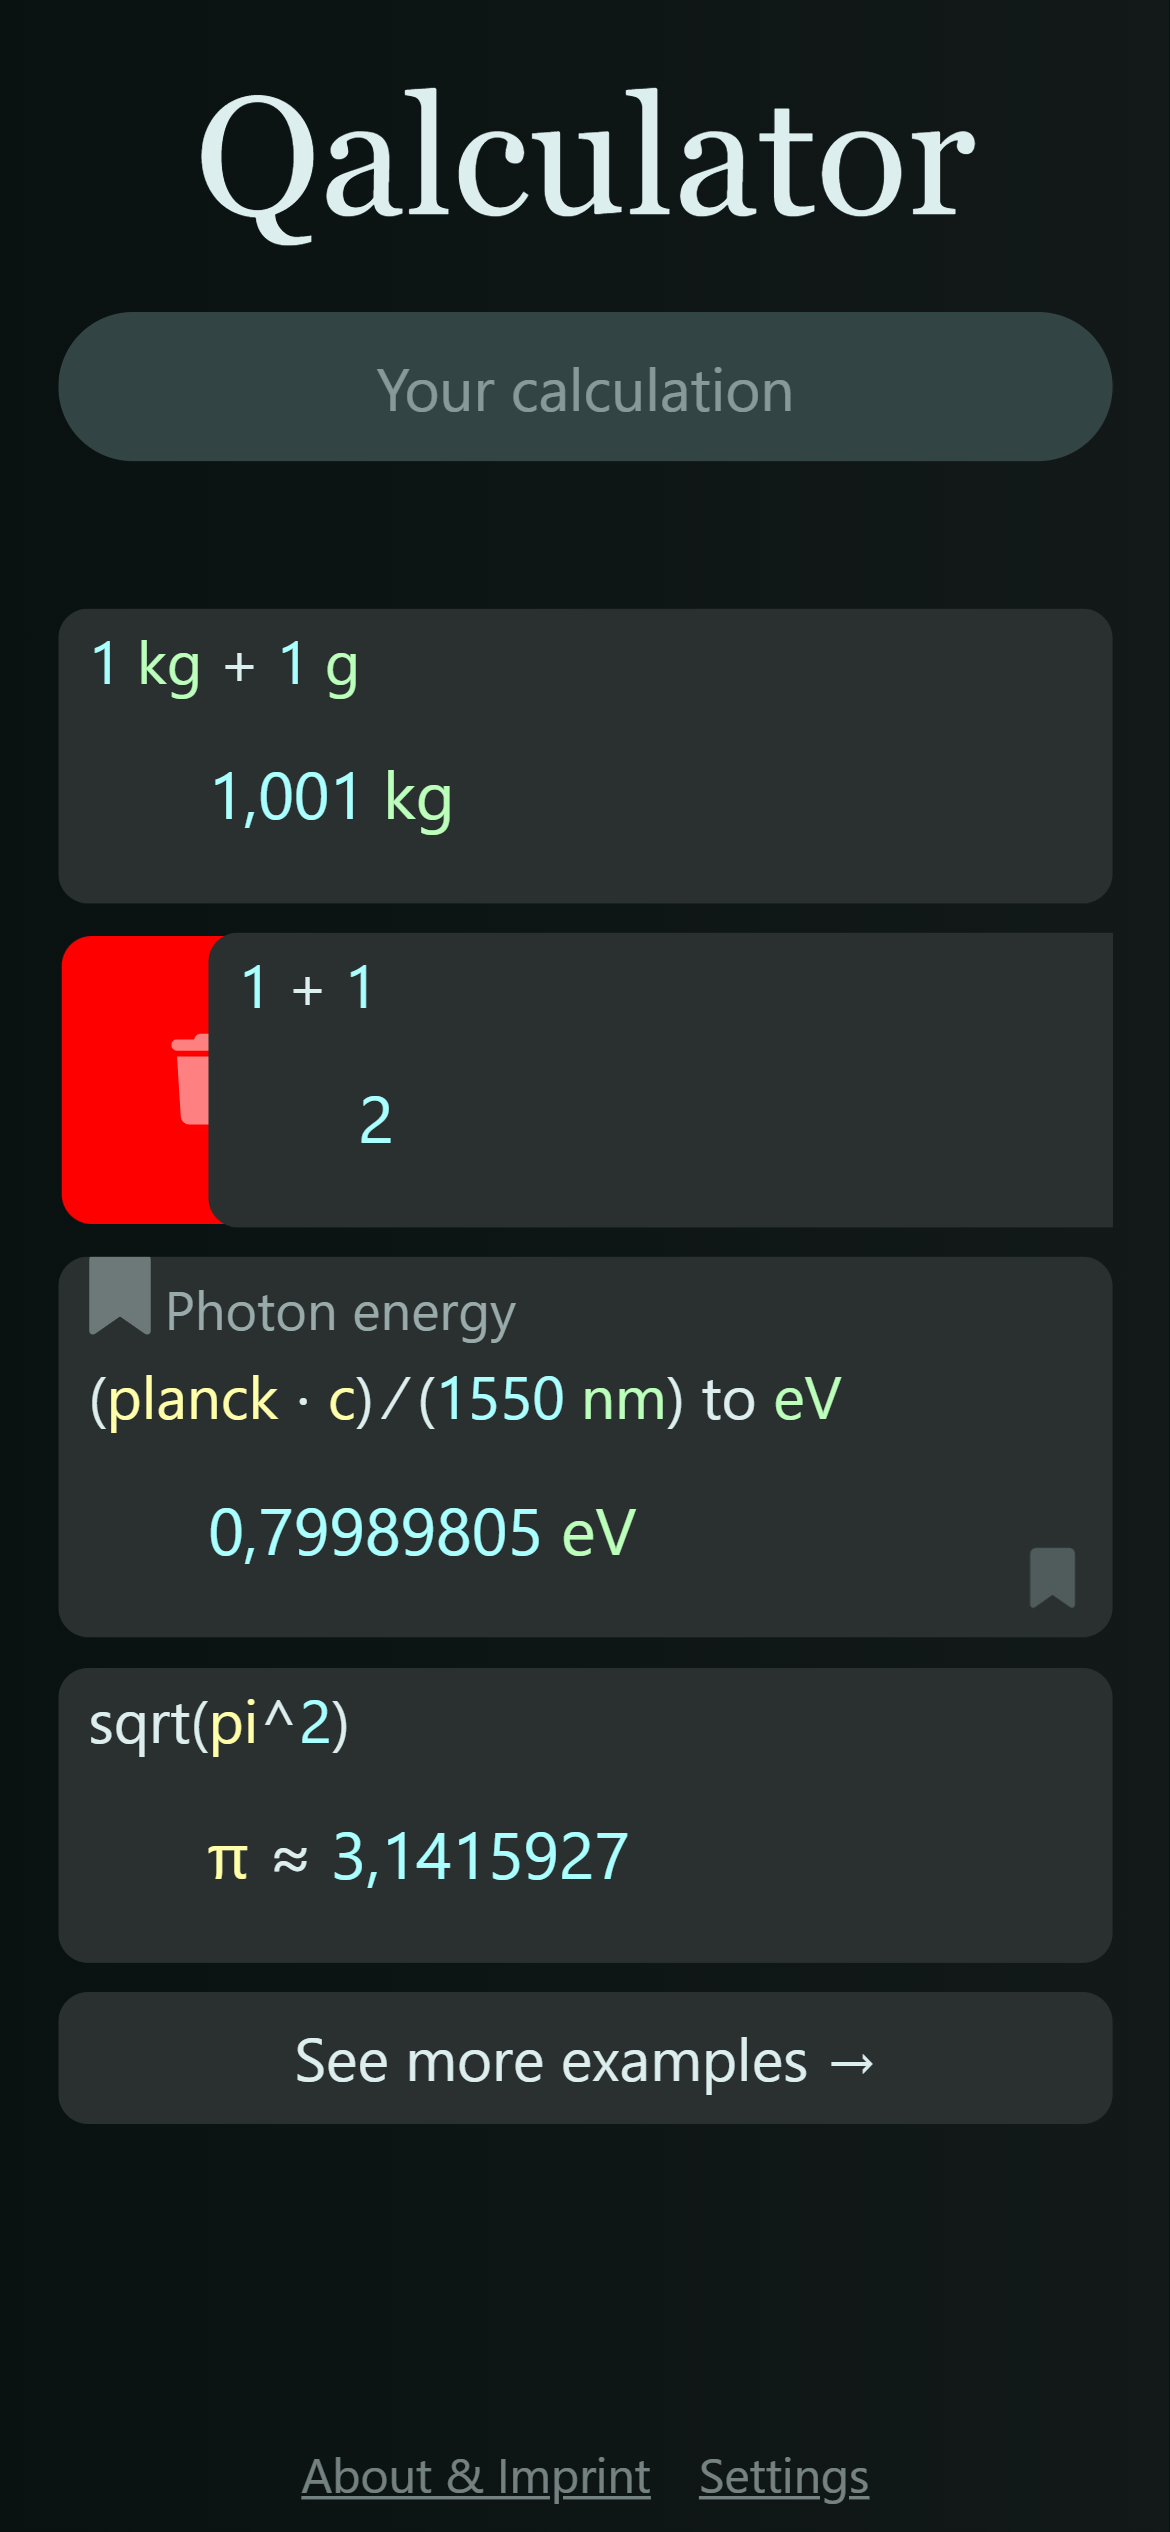 Qalculator
Your calculation
1 kg + 1 g
1,001 kg
1 + 1
2
Photon energy
(planck · c) ∕ (1550 nm) to eV
0,79989805 eV
sqrt(pi^2)
π ≈ 3,1415927
See more examples →
About & Imprint Settings